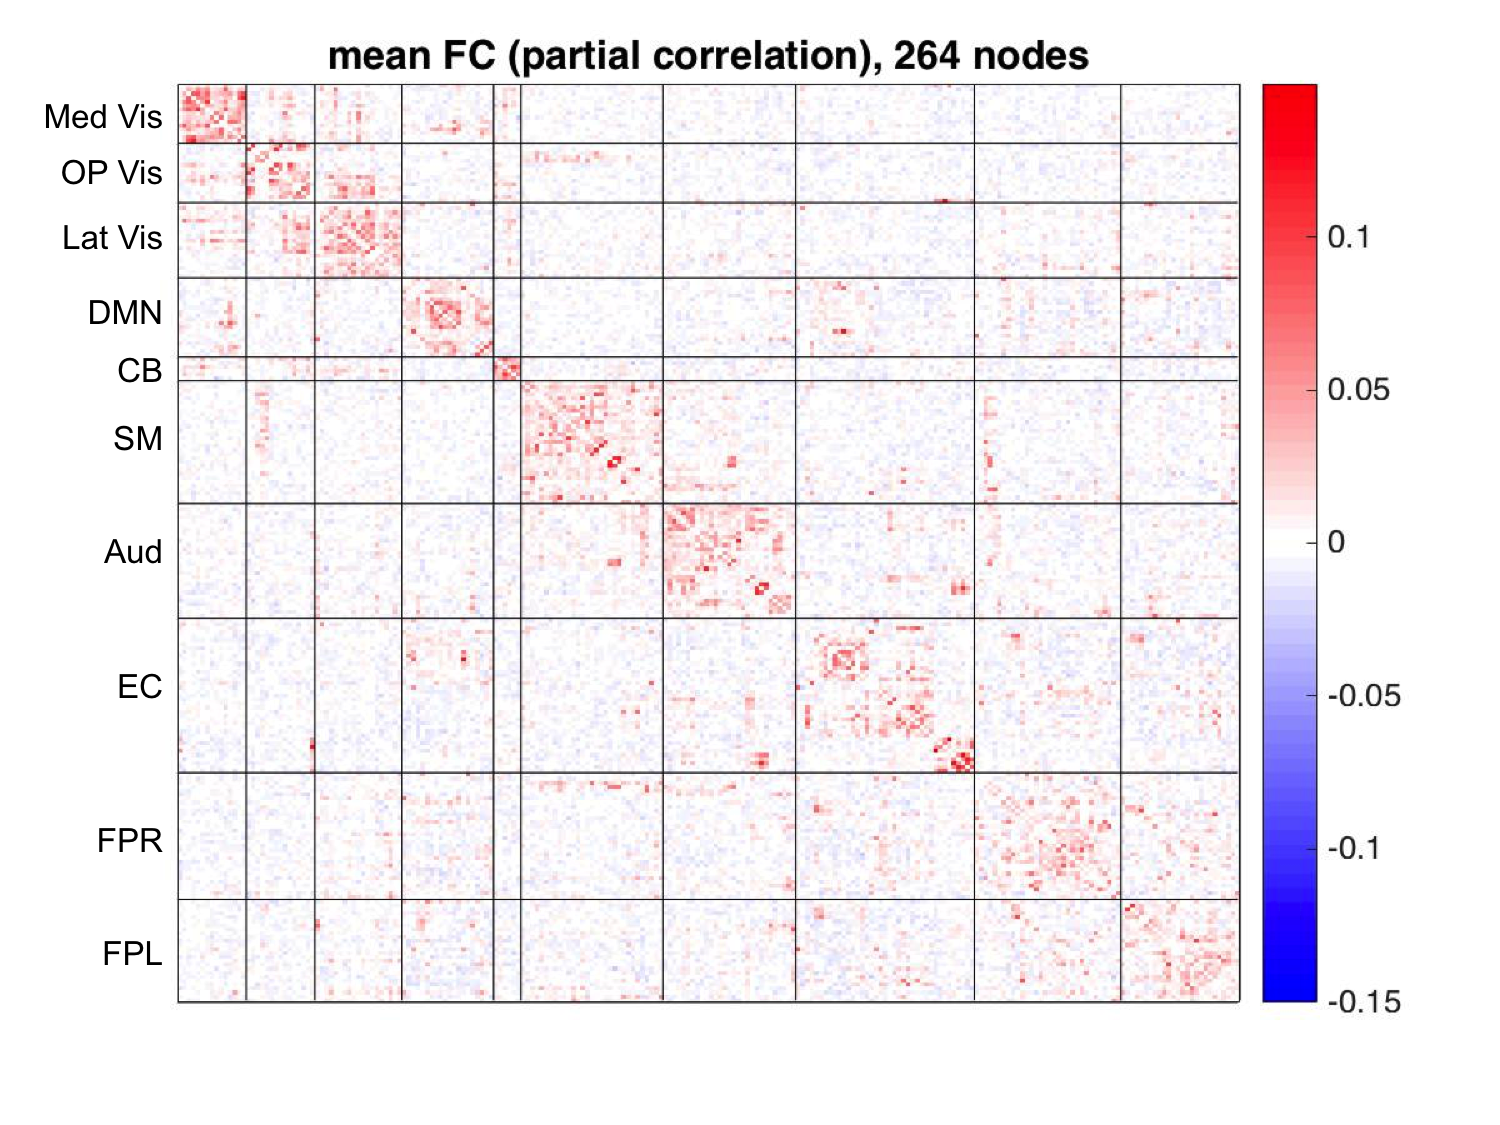 mean FC (partial correlation), 264 nodes
Med Vis
OP Vis
Lat Vis
DMN
CB
SM
Aud
EC
FPR
FPL
0.1
0.05
0
-0.05
-0.1
-0.15